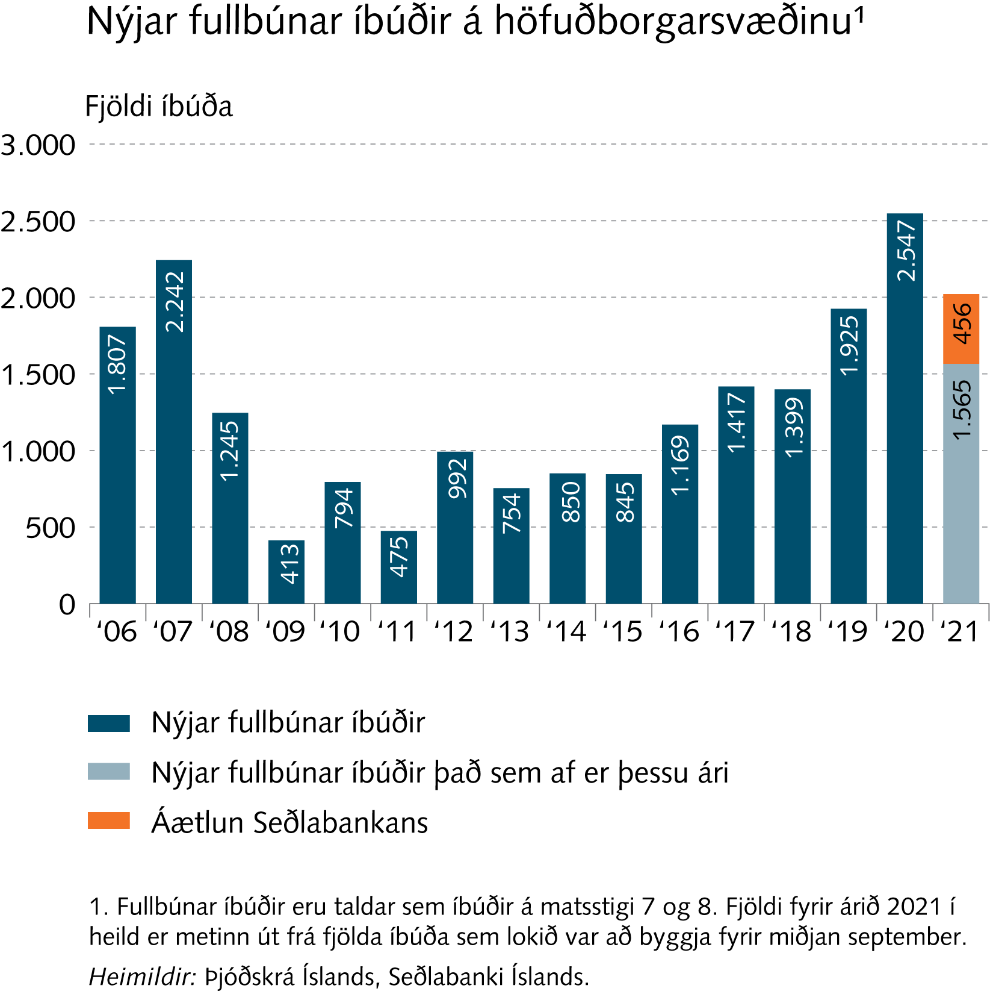 Nýjar fullbúnar íbúðir á höfuðborgarsvæðinu¹
Fjöldi íbúða
3.000
2.500
2.000
1.500
1.000
500
0
1.807
2.242
1.245
413
794
475
992
754
850
845
1.169
1.417
1.399
1.925
2.547
456
1.565
‘06 ‘07 ‘08 ‘09 ‘10 ‘11 ‘12 ‘13 ‘14 ‘15 ‘16 ‘17 ‘18 ‘19 ‘20 ‘21
Nýjar fullbúnar íbúðir
Nýjar fullbúnar íbúðir það sem af er þessu ári
Áætlun Seðlabankans
1. Fullbúnar íbúðir eru taldar sem íbúðir á matsstigi 7 og 8. Fjöldi fyrir árið 2021 í
heild er metinn út frá fjölda íbúða sem lokið var að byggja fyrir miðjan september.
Heimildir: Þjóðskrá Íslands, Seðlabanki Íslands.